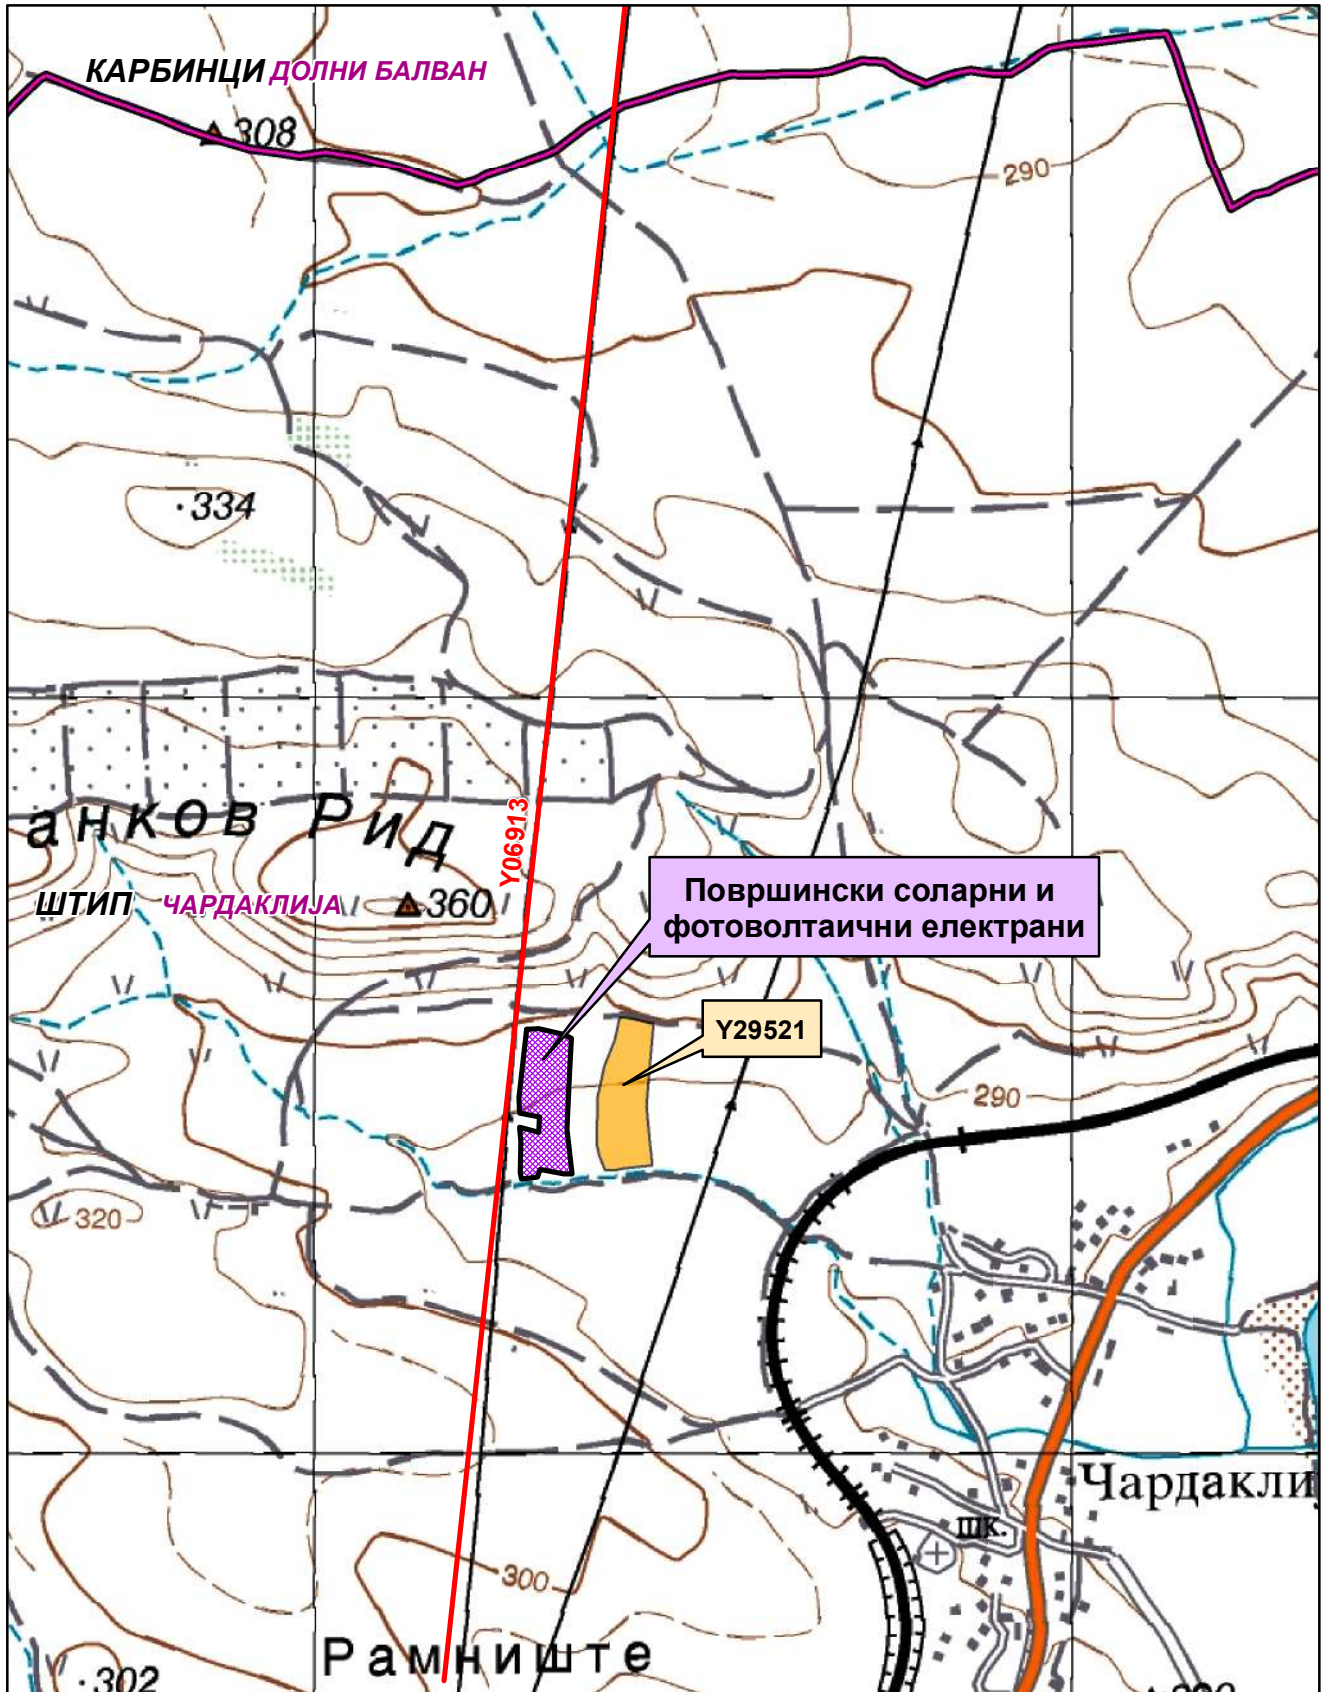 КАРБИНЦИ ДОЛНИ БАЛВАН
308
290
334
анков Рид
Y06913
ШТИП ЧАРДАКЛИЈА
360
Површински соларни и
фотоволтаични електрани
Y29521
290
320
Чардакли
шк.
300
Рамниште
302